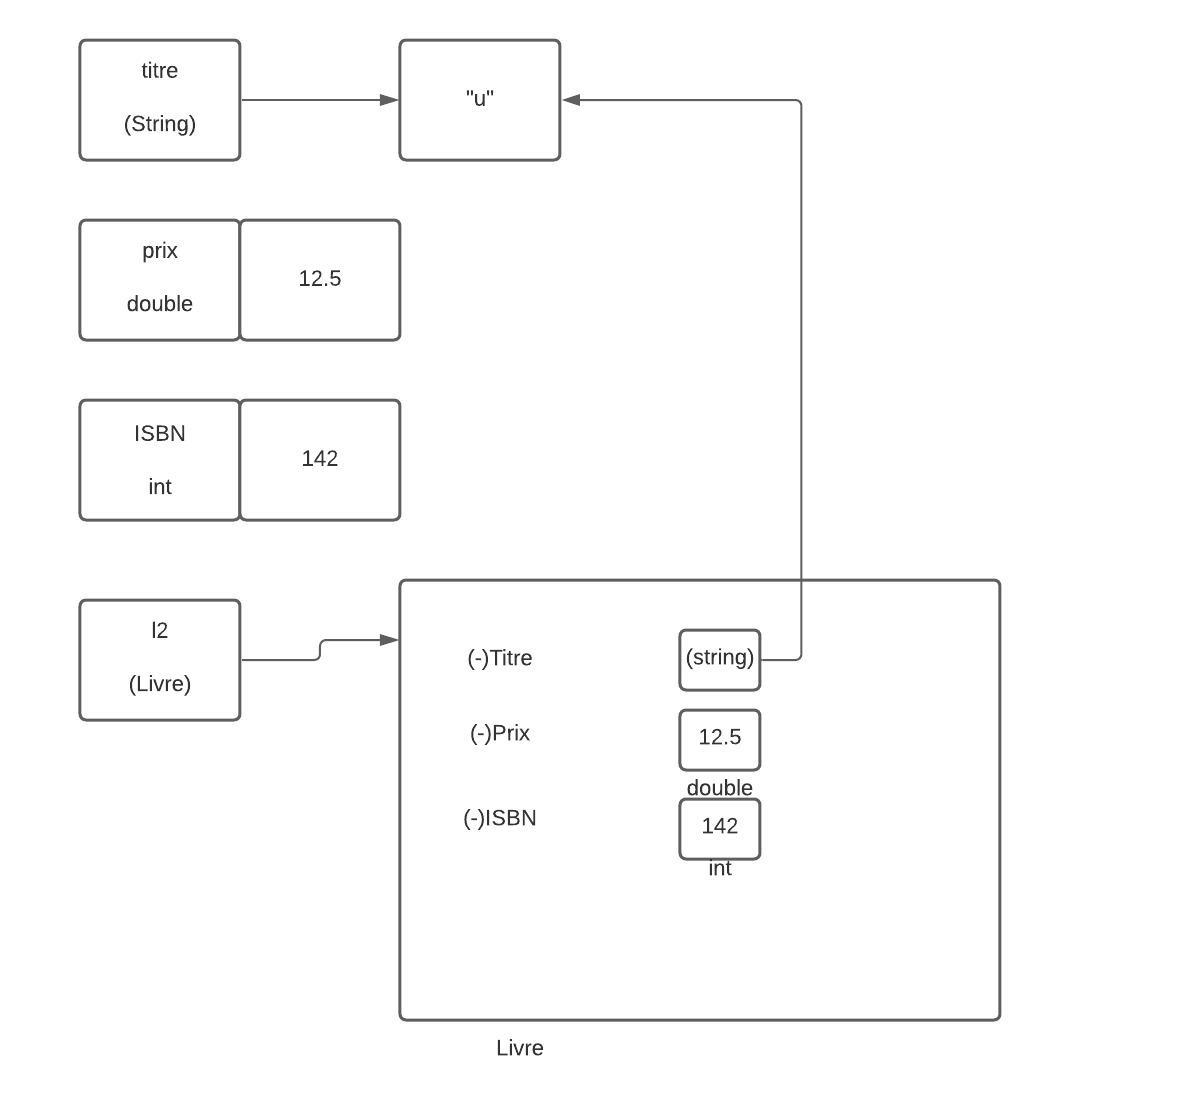 titre
(String)
"u"
prix
double
12.5
ISBN
int
142
l2
(Livre)
(-)Titre
(string)
(-)Prix
12.5
double
(-)ISBN
142
int
Livre